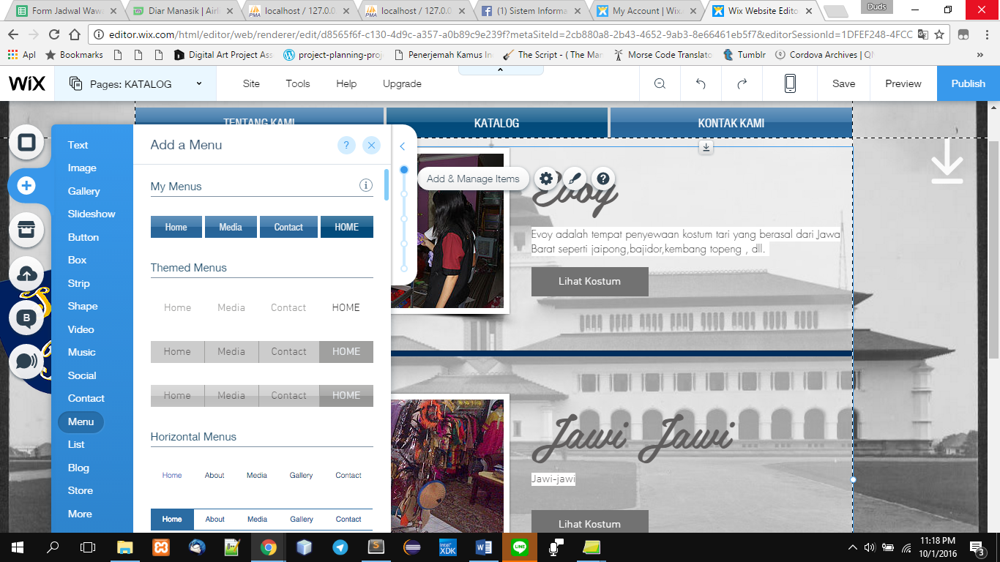 Form Jadwal Wawa
Diar Manasik | Airl
localhost / 127.0.0
localhost / 127.0.0
(1) Sistem Informa
My Account | Wix.
Wix Website Edito
Duds
editor.wix.com/html/editor/web/renderer/edit/d8565f6f-c130-4d9c-a357-a0b89c9e239f?metaSiteId=2cb880a8-2b43-4652-9ab3-8e66461eb5f7&editorSessionId=1DFEF248-4FCC
Apl
Bookmarks
Digital Art Project Ass
project-planning-proj
Penerjemah Kamus In
The Script - ( The Mar
Morse Code Translato
Tumblr
Cordova Archives | QN
WiX
Pages: KATALOG
Site
Tools
Help
Upgrade
Save
Preview
Publish
TENTANG KAMI
KATALOG
KONTAK KAMI
Text
Image
Gallery
Slideshow
Button
Box
Strip
Shape
Video
Music
Social
Contact
Menu
List
Blog
Store
More
Add a Menu
?
My Menus
Home Media Contact HOME
Themed Menus
Home Media Contact HOME
Home Media Contact HOME
Home Media Contact HOME
Horizontal Menus
Home About Media Gallery Contact
Home About Media Gallery Contact
Add & Manage Items
Evoy
Evoy adalah tempat penyewaan kostum tari yang berasal dari Jawa
Barat seperti jaipong,bajidor,kembang topeng , dll.
Lihat Kostum
Jawi Jawi
Jawi-jawi
Lihat Kostum
11:18 PM
10/1/2016
3